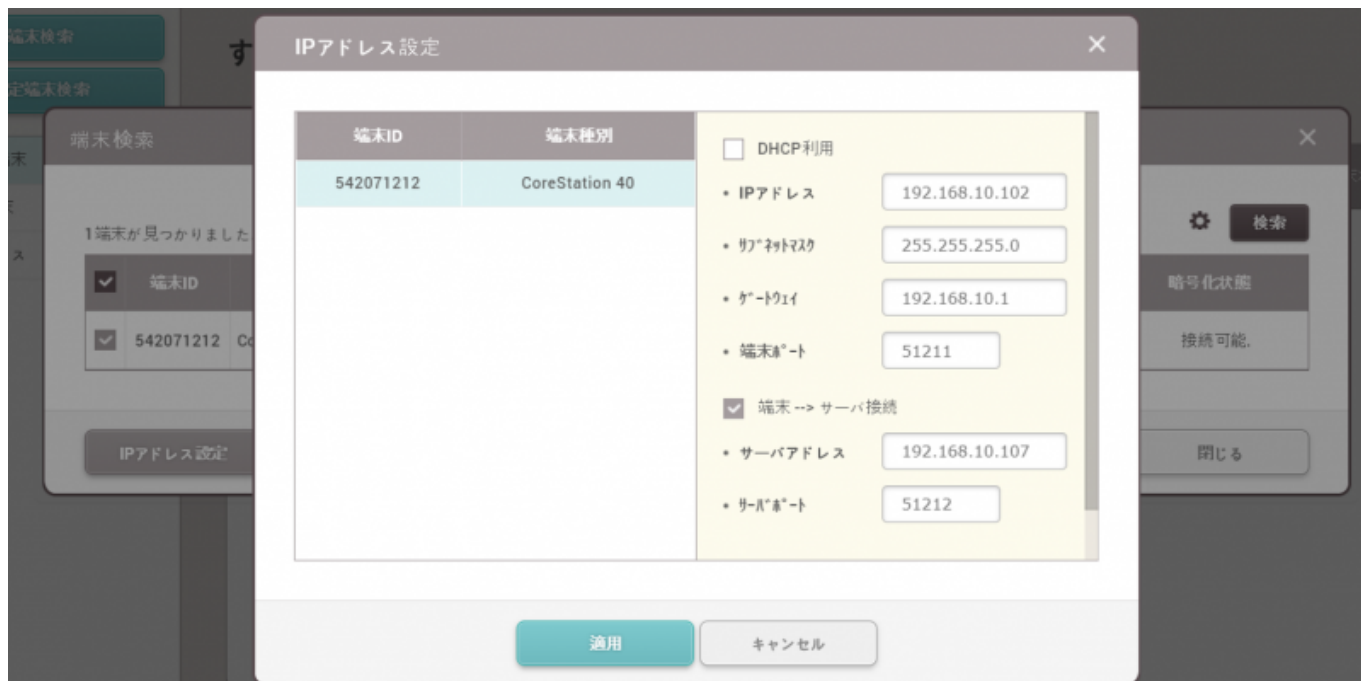 端末検索
定端末検索
す
IPアドレス設定
端末検索
末
1端末が見つかりました
端末ID
542071212 Co
ス
IPアドレス設定
端末ID 端末種別
542071212 CoreStation 40
DHCP利用
・ IPアドレス 192.168.10.102
・ ｻﾌﾞﾈｯﾄﾏｽｸ 255.255.255.0
・ ｹﾞｰﾄｳｪｲ 192.168.10.1
・ 端末ﾎﾟｰﾄ 51211
端末 --> サーバ接続
・ サーバアドレス 192.168.10.107
・ ｻｰﾊﾞﾎﾟｰﾄ 51212
検索
暗号化状態
接続可能.
閉じる
適用 キャンセル